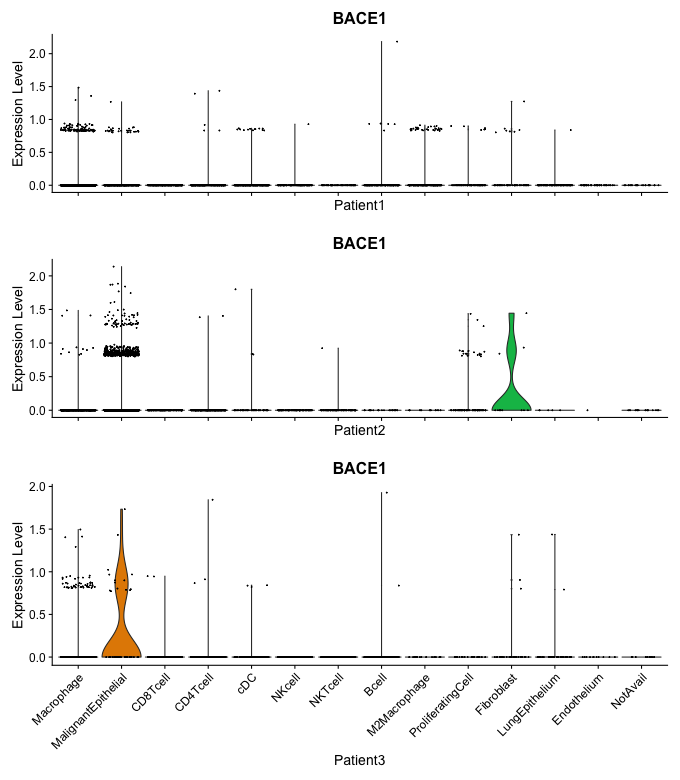 BACE1
Expression Level
2.0
1.5
1.0
0.5
0.0
Patient1
BACE1
Expression Level
2.0
1.5
1.0
0.5
0.0
Patient2
BACE1
Expression Level
2.0
1.5
1.0
0.5
0.0
Macrophage
MalignantEpithelial
CD8Tcell
CD4Tcell
cDC
NKcell
NKTcell
Bcell
M2Macrophage
ProliferatingCell
Fibroblast
LungEpithelium
Endothelium
NotAvail
Patient3